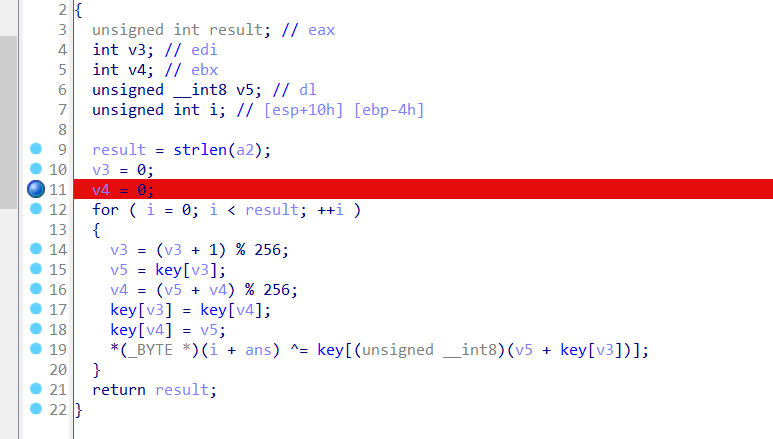 2 {
3 unsigned int result; // eax
4 int v3; // edi
5 int v4; // ebx
6 unsigned __int8 v5; // dl
7 unsigned int i; // [esp+10h] [ebp-4h]
8
9 result = strlen(a2);
10 v3 = 0;
11 v4 = 0;
12 for ( i = 0; i < result; ++i )
13 {
14 v3 = (v3 + 1) % 256;
15 v5 = key[v3];
16 v4 = (v5 + v4) % 256;
17 key[v3] = key[v4];
18 key[v4] = v5;
19 *(_BYTE *)(i + ans) ^= key[(unsigned __int8)(v5 + key[v3])];
20 }
21 return result;
22 }